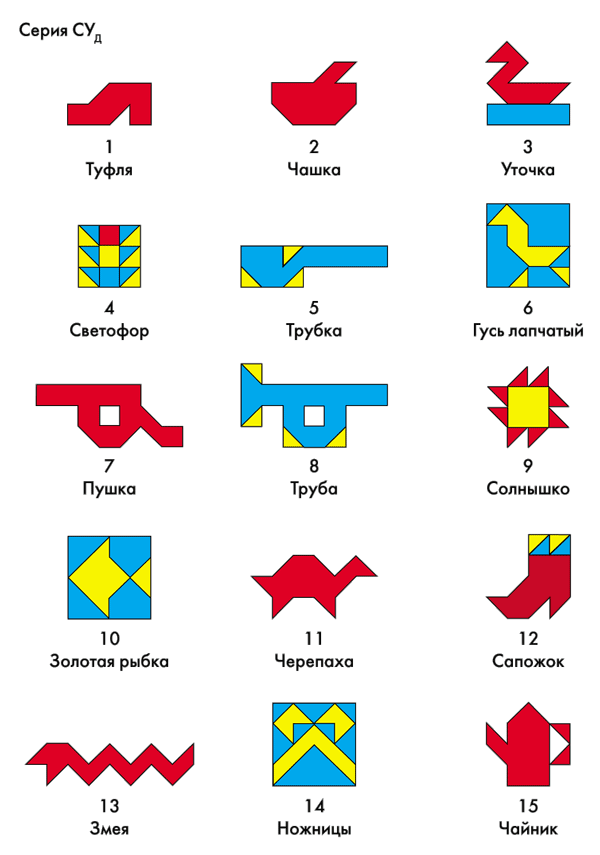 Серия СУд
1
Туфля
2
Чашка
3
Уточка
4
Светофор
5
Трубка
6
Гусь лапчатый
7
Пушка
8
Труба
9
Солнышко
10
Золотая рыбка
11
Черепаха
12
Сапожок
13
Змея
14
Ножницы
15
Чайник